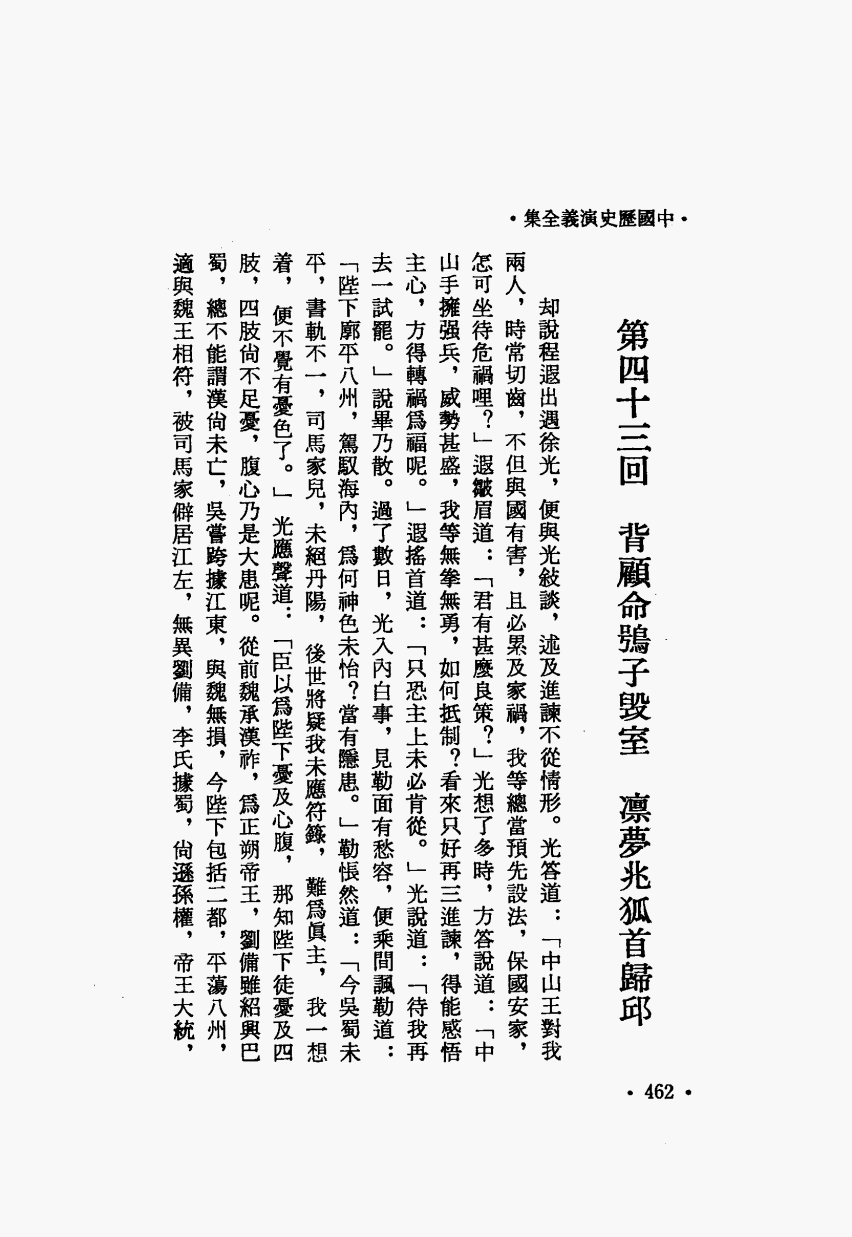 ·中國歷史演義全集·
第四十三回　背顧命鴞子毀室　凛夢兆狐首歸邱
却說程遐出遇徐光，便與光敍談，述及進諫不從情形。光答道：「中山王對我
兩人，時常切齒，不但與國有害，且必累及家禍，我等總當預先設法，保國安家，
怎可坐待危禍哩？」遐皺眉道：「君有甚麼良策？」光想了多時，方答說道：「中
山手擁强兵，威勢甚盛，我等無拳無勇，如何抵制？看來只好再三進諫，得能感悟
主心，方得轉禍爲福呢。」遐搖首道：「只恐主上未必肯從。」光說道：「待我再
去一試罷。」說畢乃散。過了數日，光入內白事，見勒面有愁容，便乘間諷勒道：
「陛下廓平八州，駕馭海內，爲何神色未怡？當有隱患。」勒悵然道：「今吳蜀未
平，書軌不一，司馬家兒，未絕丹陽，後世將疑我未應符籙，難爲眞主，我一想
着，便不覺有憂色了。」光應聲道：「臣以爲陛下憂及心腹，那知陛下徒憂及四
肢，四肢尙不足憂，腹心乃是大患呢。從前魏承漢祚，爲正朔帝王，劉備雖紹興巴
蜀，總不能謂漢尙未亡，吳嘗跨據江東，與魏無損，今陛下包括二都，平蕩八州，
適與魏王相符，被司馬家僻居江左，無異劉備，李氏據蜀，尙遜孫權，帝王大統，
·462·